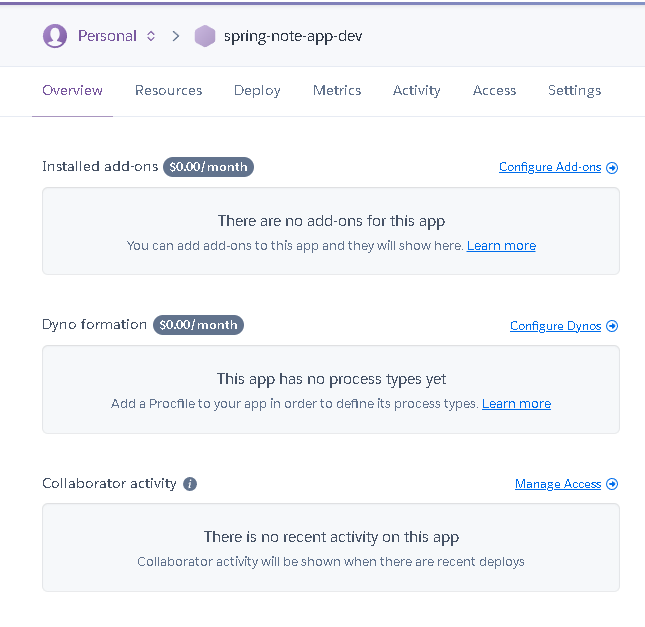 Personal spring-note-app-dev
Overview Resources Deploy Metrics Activity Access Settings
Installed add-ons $0.00/month Configure Add-ons
There are no add-ons for this app
You can add add-ons to this app and they will show here. Learn more
Dyno formation $0.00/month Configure Dynos
This app has no process types yet
Add a Procfile to your app in order to define its process types. Learn more
Collaborator activity i Manage Access
There is no recent activity on this app
Collaborator activity will be shown when there are recent deploys